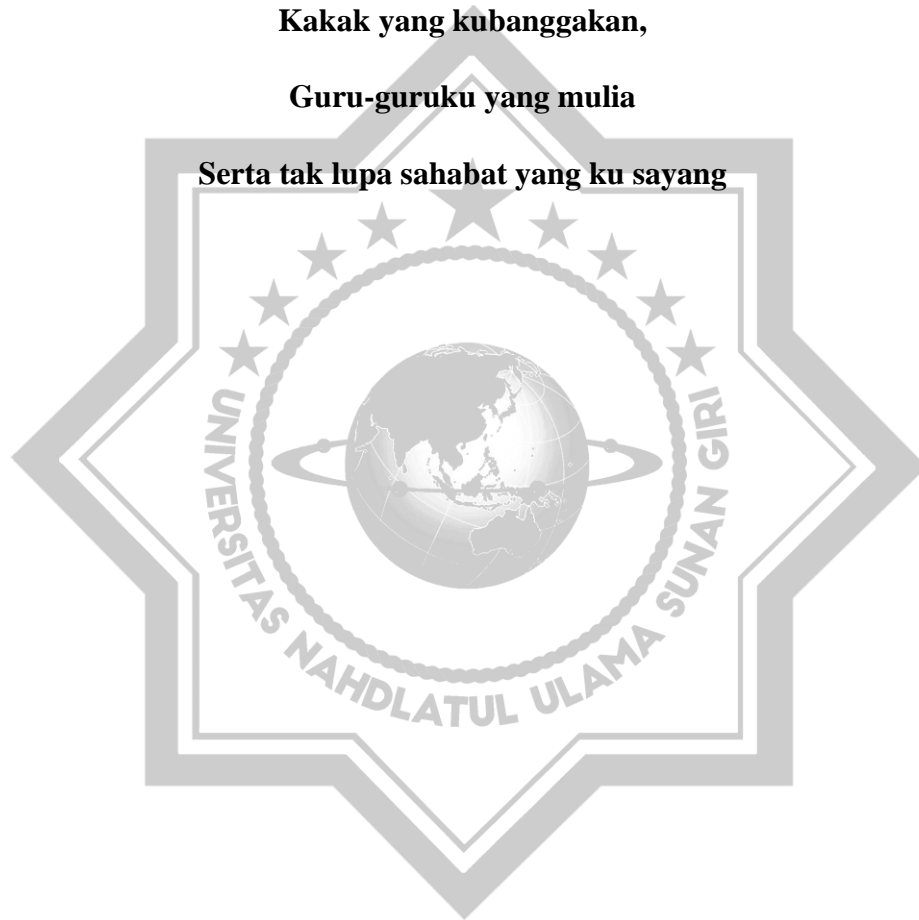 Kakak yang kubanggakan,
Guru-guruku yang mulia
Serta tak lupa sahabat yang ku sayang
UNIVERSITAS NAHDLATUL ULAMA SUNAN GIRI